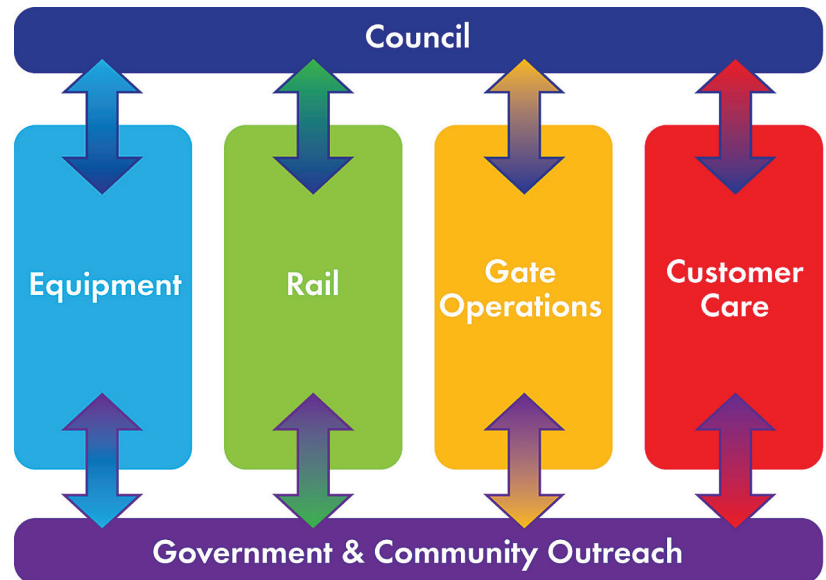 Council
Equipment
Rail
Gate
Operations
Customer
Care
Government & Community Outreach